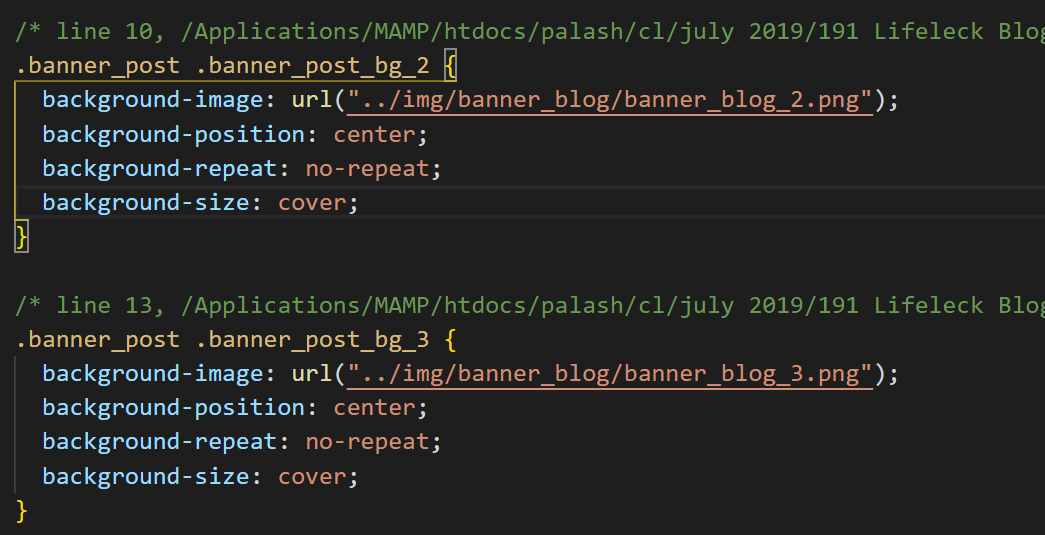 /* line 10, /Applications/MAMP/htdocs/palash/cl/july 2019/191 Lifeleck Blog
.banner_post .banner_post_bg_2 {
  background-image: url("../img/banner_blog/banner_blog_2.png");
  background-position: center;
  background-repeat: no-repeat;
  background-size: cover;
}
/* line 13, /Applications/MAMP/htdocs/palash/cl/july 2019/191 Lifeleck Blog
.banner_post .banner_post_bg_3 {
  background-image: url("../img/banner_blog/banner_blog_3.png");
  background-position: center;
  background-repeat: no-repeat;
  background-size: cover;
}